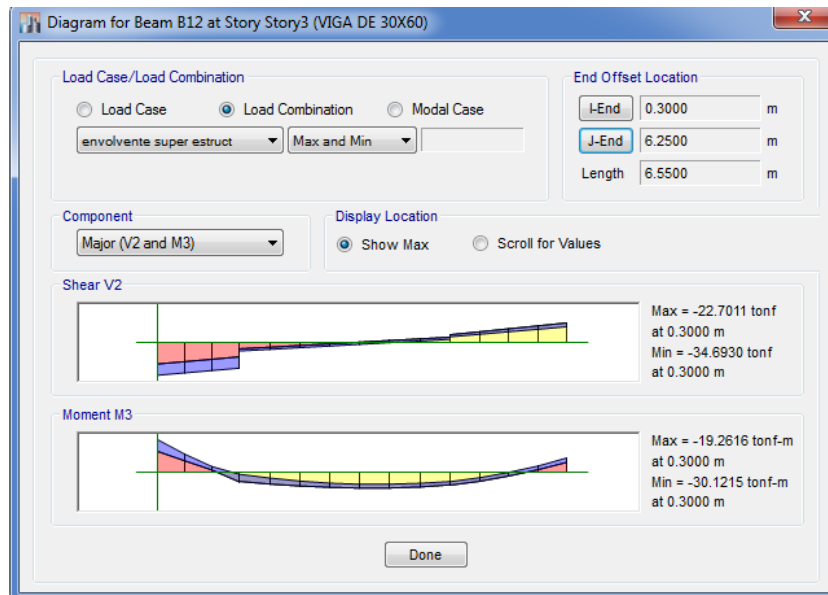 Diagram for Beam B12 at Story Story3 (VIGA DE 30X60)
Load Case/Load Combination
Load Case Load Combination Modal Case
envolvente super estruct Max and Min
End Offset Location
I-End 0.3000 m
J-End 6.2500 m
Length 6.5500 m
Component
Major (V2 and M3)
Display Location
Show Max Scroll for Values
Shear V2
Max = -22.7011 tonf
at 0.3000 m
Min = -34.6930 tonf
at 0.3000 m
Moment M3
Max = -19.2616 tonf-m
at 0.3000 m
Min = -30.1215 tonf-m
at 0.3000 m
Done